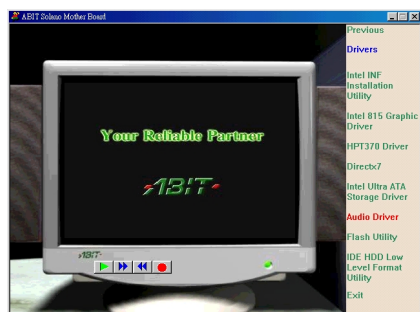 ABIT Solano Mother Board
Previous
Drivers
Intel INF
Installation
Utility
Intel 815 Graphic
Driver
HPT370 Driver
Directx7
Intel Ultra ATA
Storage Driver
Audio Driver
Flash Utility
IDE HDD Low
Level Format
Utility
Exit
Your Reliable Partner
ABIT
ABIT